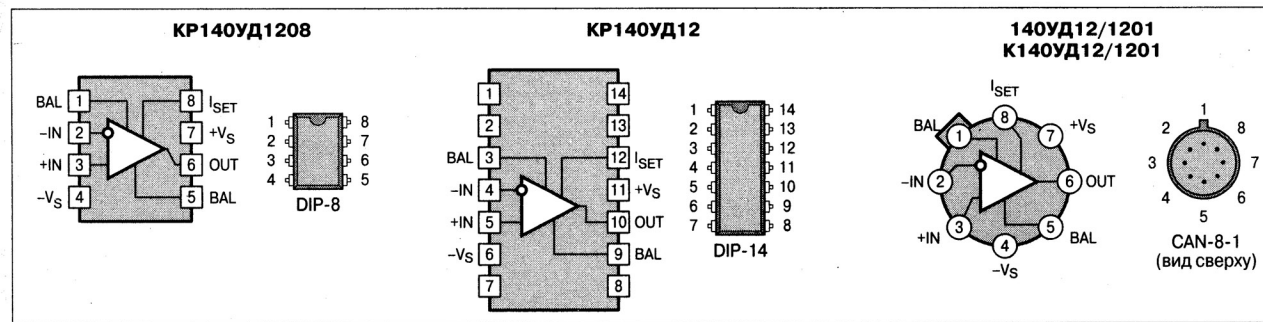 КР140УД1208
КР140УД12
140УД12/1201
К140УД12/1201
BAL 1
8 ISET
–IN 2
7 +VS
+IN 3
6 OUT
–VS 4
5 BAL
1 8
2 7
3 6
4 5
DIP-8
1 14
2 13
BAL 3
12 ISET
–IN 4
11 +VS
+IN 5
10 OUT
–VS 6
9 BAL
7 8
1 14
2 13
3 12
4 11
5 10
6 9
7 8
DIP-14
ISET
8
BAL 1
7 +VS
–IN 2
6 OUT
+IN 3
5 BAL
4
–VS
1
2 8
3 7
4 6
5
CAN-8-1
(вид сверху)